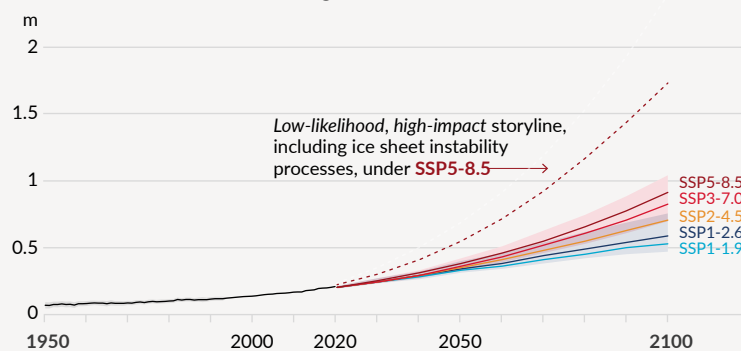 m
2
1.5
Low-likelihood, high-impact storyline,
including ice sheet instability
processes, under SSP5-8.5
1
SSP5-8.5
SSP3-7.0
SSP2-4.5
SSP1-2.6
SSP1-1.9
0.5
0
1950 2000 2020 2050 2100